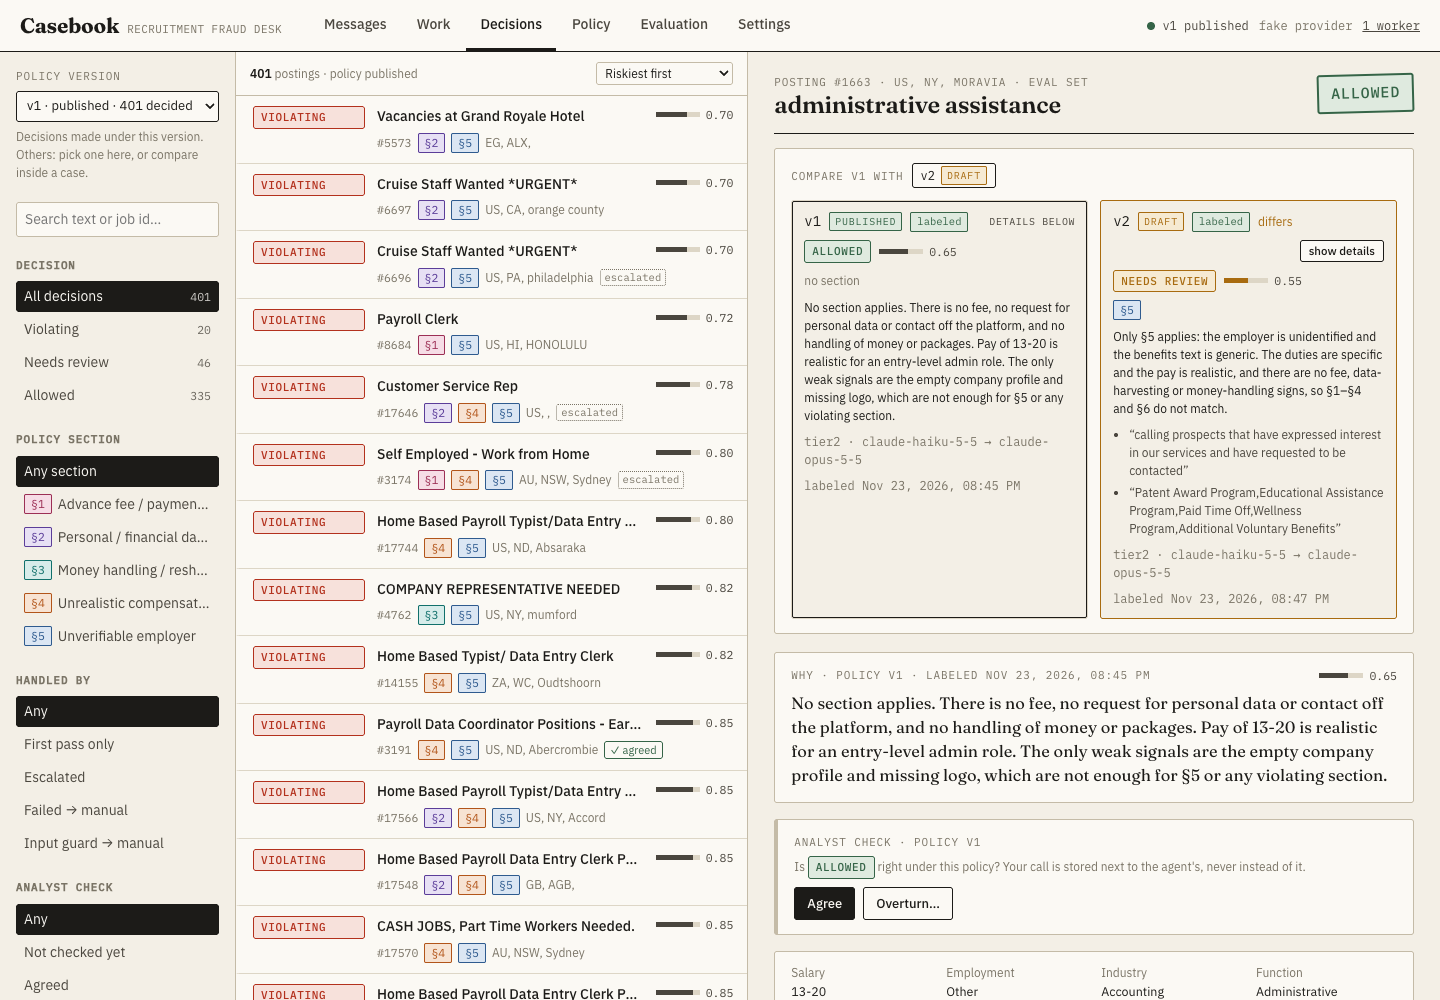 Casebook RECRUITMENT FRAUD DESK
Messages Work Decisions Policy Evaluation Settings
v1 published fake provider 1 worker
POLICY VERSION
v1 · published · 401 decided
Decisions made under this version.
Others: pick one here, or compare
inside a case.
Search text or job id...
DECISION
All decisions 401
Violating 20
Needs review 46
Allowed 335
POLICY SECTION
Any section
§1 Advance fee / paymen...
§2 Personal / financial da...
§3 Money handling / resh...
§4 Unrealistic compensat...
§5 Unverifiable employer
HANDLED BY
Any
First pass only
Escalated
Failed → manual
Input guard → manual
ANALYST CHECK
Any
Not checked yet
Agreed
401 postings · policy published
Riskiest first
VIOLATING Vacancies at Grand Royale Hotel 0.70
#5573 §2 §5 EG, ALX,
VIOLATING Cruise Staff Wanted *URGENT* 0.70
#6697 §2 §5 US, CA, orange county
VIOLATING Cruise Staff Wanted *URGENT* 0.70
#6696 §2 §5 US, PA, philadelphia escalated
VIOLATING Payroll Clerk 0.72
#8684 §1 §5 US, HI, HONOLULU
VIOLATING Customer Service Rep 0.78
#17646 §2 §4 §5 US, , escalated
VIOLATING Self Employed - Work from Home 0.80
#3174 §1 §4 §5 AU, NSW, Sydney escalated
VIOLATING Home Based Payroll Typist/Data Entry ... 0.80
#17744 §4 §5 US, ND, Absaraka
VIOLATING COMPANY REPRESENTATIVE NEEDED 0.82
#4762 §3 §5 US, NY, mumford
VIOLATING Home Based Typist/ Data Entry Clerk 0.82
#14155 §4 §5 ZA, WC, Oudtshoorn
VIOLATING Payroll Data Coordinator Positions - Ear... 0.85
#3191 §4 §5 US, ND, Abercrombie ✓ agreed
VIOLATING Home Based Payroll Typist/Data Entry ... 0.85
#17566 §2 §4 §5 US, NY, Accord
VIOLATING Home Based Payroll Data Entry Clerk P... 0.85
#17548 §2 §4 §5 GB, AGB,
VIOLATING CASH JOBS, Part Time Workers Needed. 0.85
#17570 §4 §5 AU, NSW, Sydney
VIOLATING Home Based Payroll Data Entry Clerk P... 0.85
POSTING #1663 · US, NY, MORAVIA · EVAL SET
administrative assistance
ALLOWED
COMPARE V1 WITH v2 DRAFT
v1 PUBLISHED labeled DETAILS BELOW
ALLOWED 0.65
no section
No section applies. There is no fee, no request for
personal data or contact off the platform, and no
handling of money or packages. Pay of 13-20 is
realistic for an entry-level admin role. The only
weak signals are the empty company profile and
missing logo, which are not enough for §5 or any
violating section.
tier2 · claude-haiku-5-5 → claude-
opus-5-5
labeled Nov 23, 2026, 08:45 PM
v2 DRAFT labeled differs
show details
NEEDS REVIEW 0.55
§5
Only §5 applies: the employer is unidentified and
the benefits text is generic. The duties are specific
and the pay is realistic, and there are no fee, data-
harvesting or money-handling signs, so §1–§4
and §6 do not match.
• “calling prospects that have expressed interest
in our services and have requested to be
contacted”
• “Patent Award Program,Educational Assistance
Program,Paid Time Off,Wellness
Program,Additional Voluntary Benefits”
tier2 · claude-haiku-5-5 → claude-
opus-5-5
labeled Nov 23, 2026, 08:47 PM
WHY · POLICY V1 · LABELED NOV 23, 2026, 08:45 PM 0.65
No section applies. There is no fee, no request for personal data or contact off
the platform, and no handling of money or packages. Pay of 13-20 is realistic
for an entry-level admin role. The only weak signals are the empty company
profile and missing logo, which are not enough for §5 or any violating section.
ANALYST CHECK · POLICY V1
Is ALLOWED right under this policy? Your call is stored next to the agent's, never instead of it.
Agree Overturn...
Salary Employment Industry Function
13-20 Other Accounting Administrative